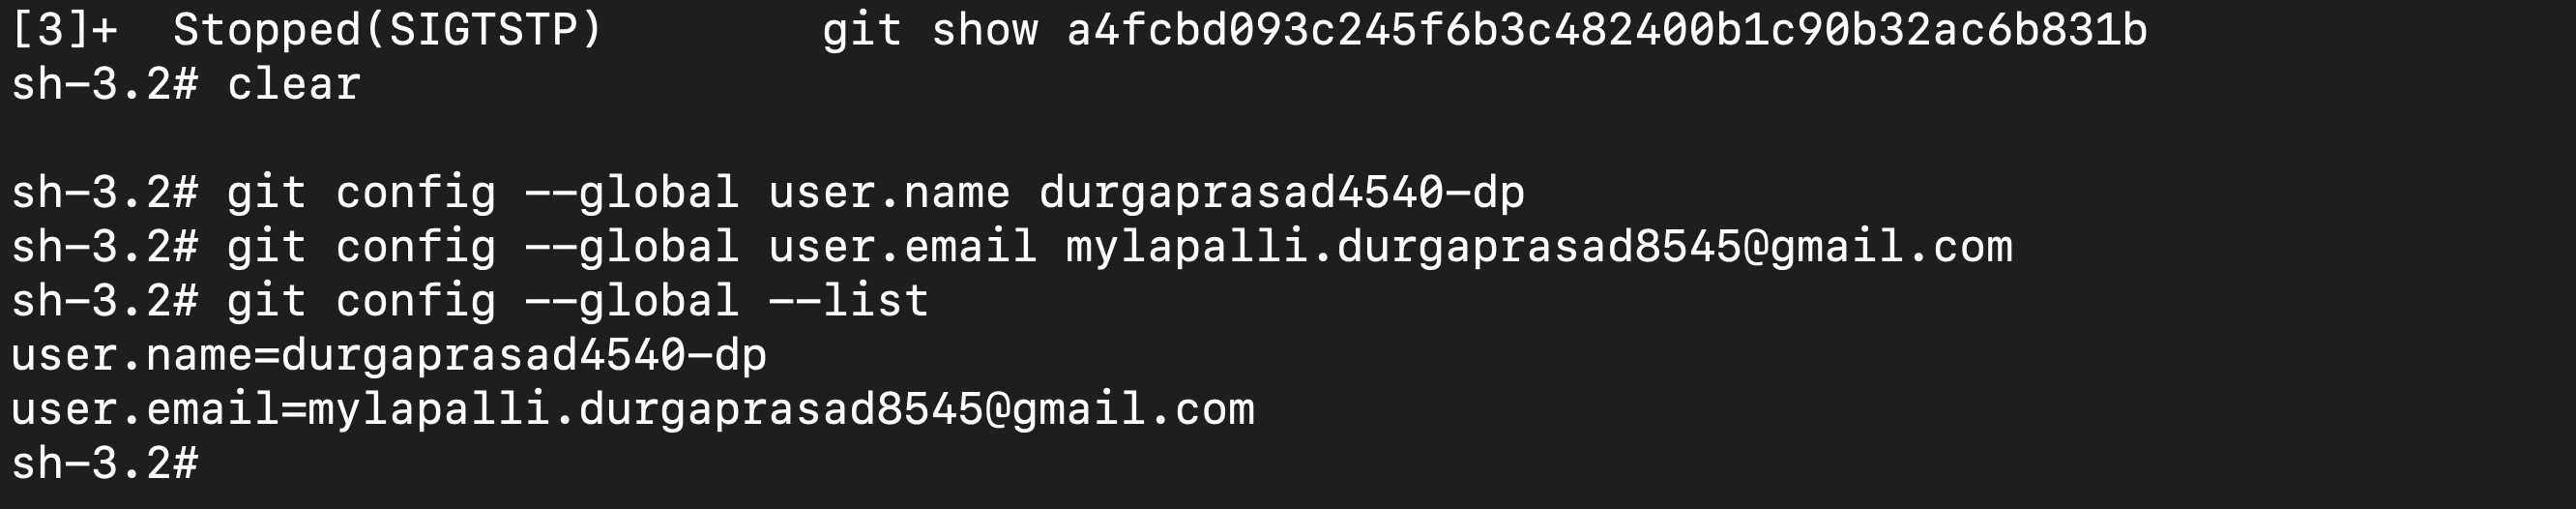 [3]+  Stopped(SIGTSTP)        git show a4fcbd093c245f6b3c482400b1c90b32ac6b831b
sh-3.2# clear
sh-3.2# git config --global user.name durgaprasad4540-dp
sh-3.2# git config --global user.email mylapalli.durgaprasad8545@gmail.com
sh-3.2# git config --global --list
user.name=durgaprasad4540-dp
user.email=mylapalli.durgaprasad8545@gmail.com
sh-3.2#